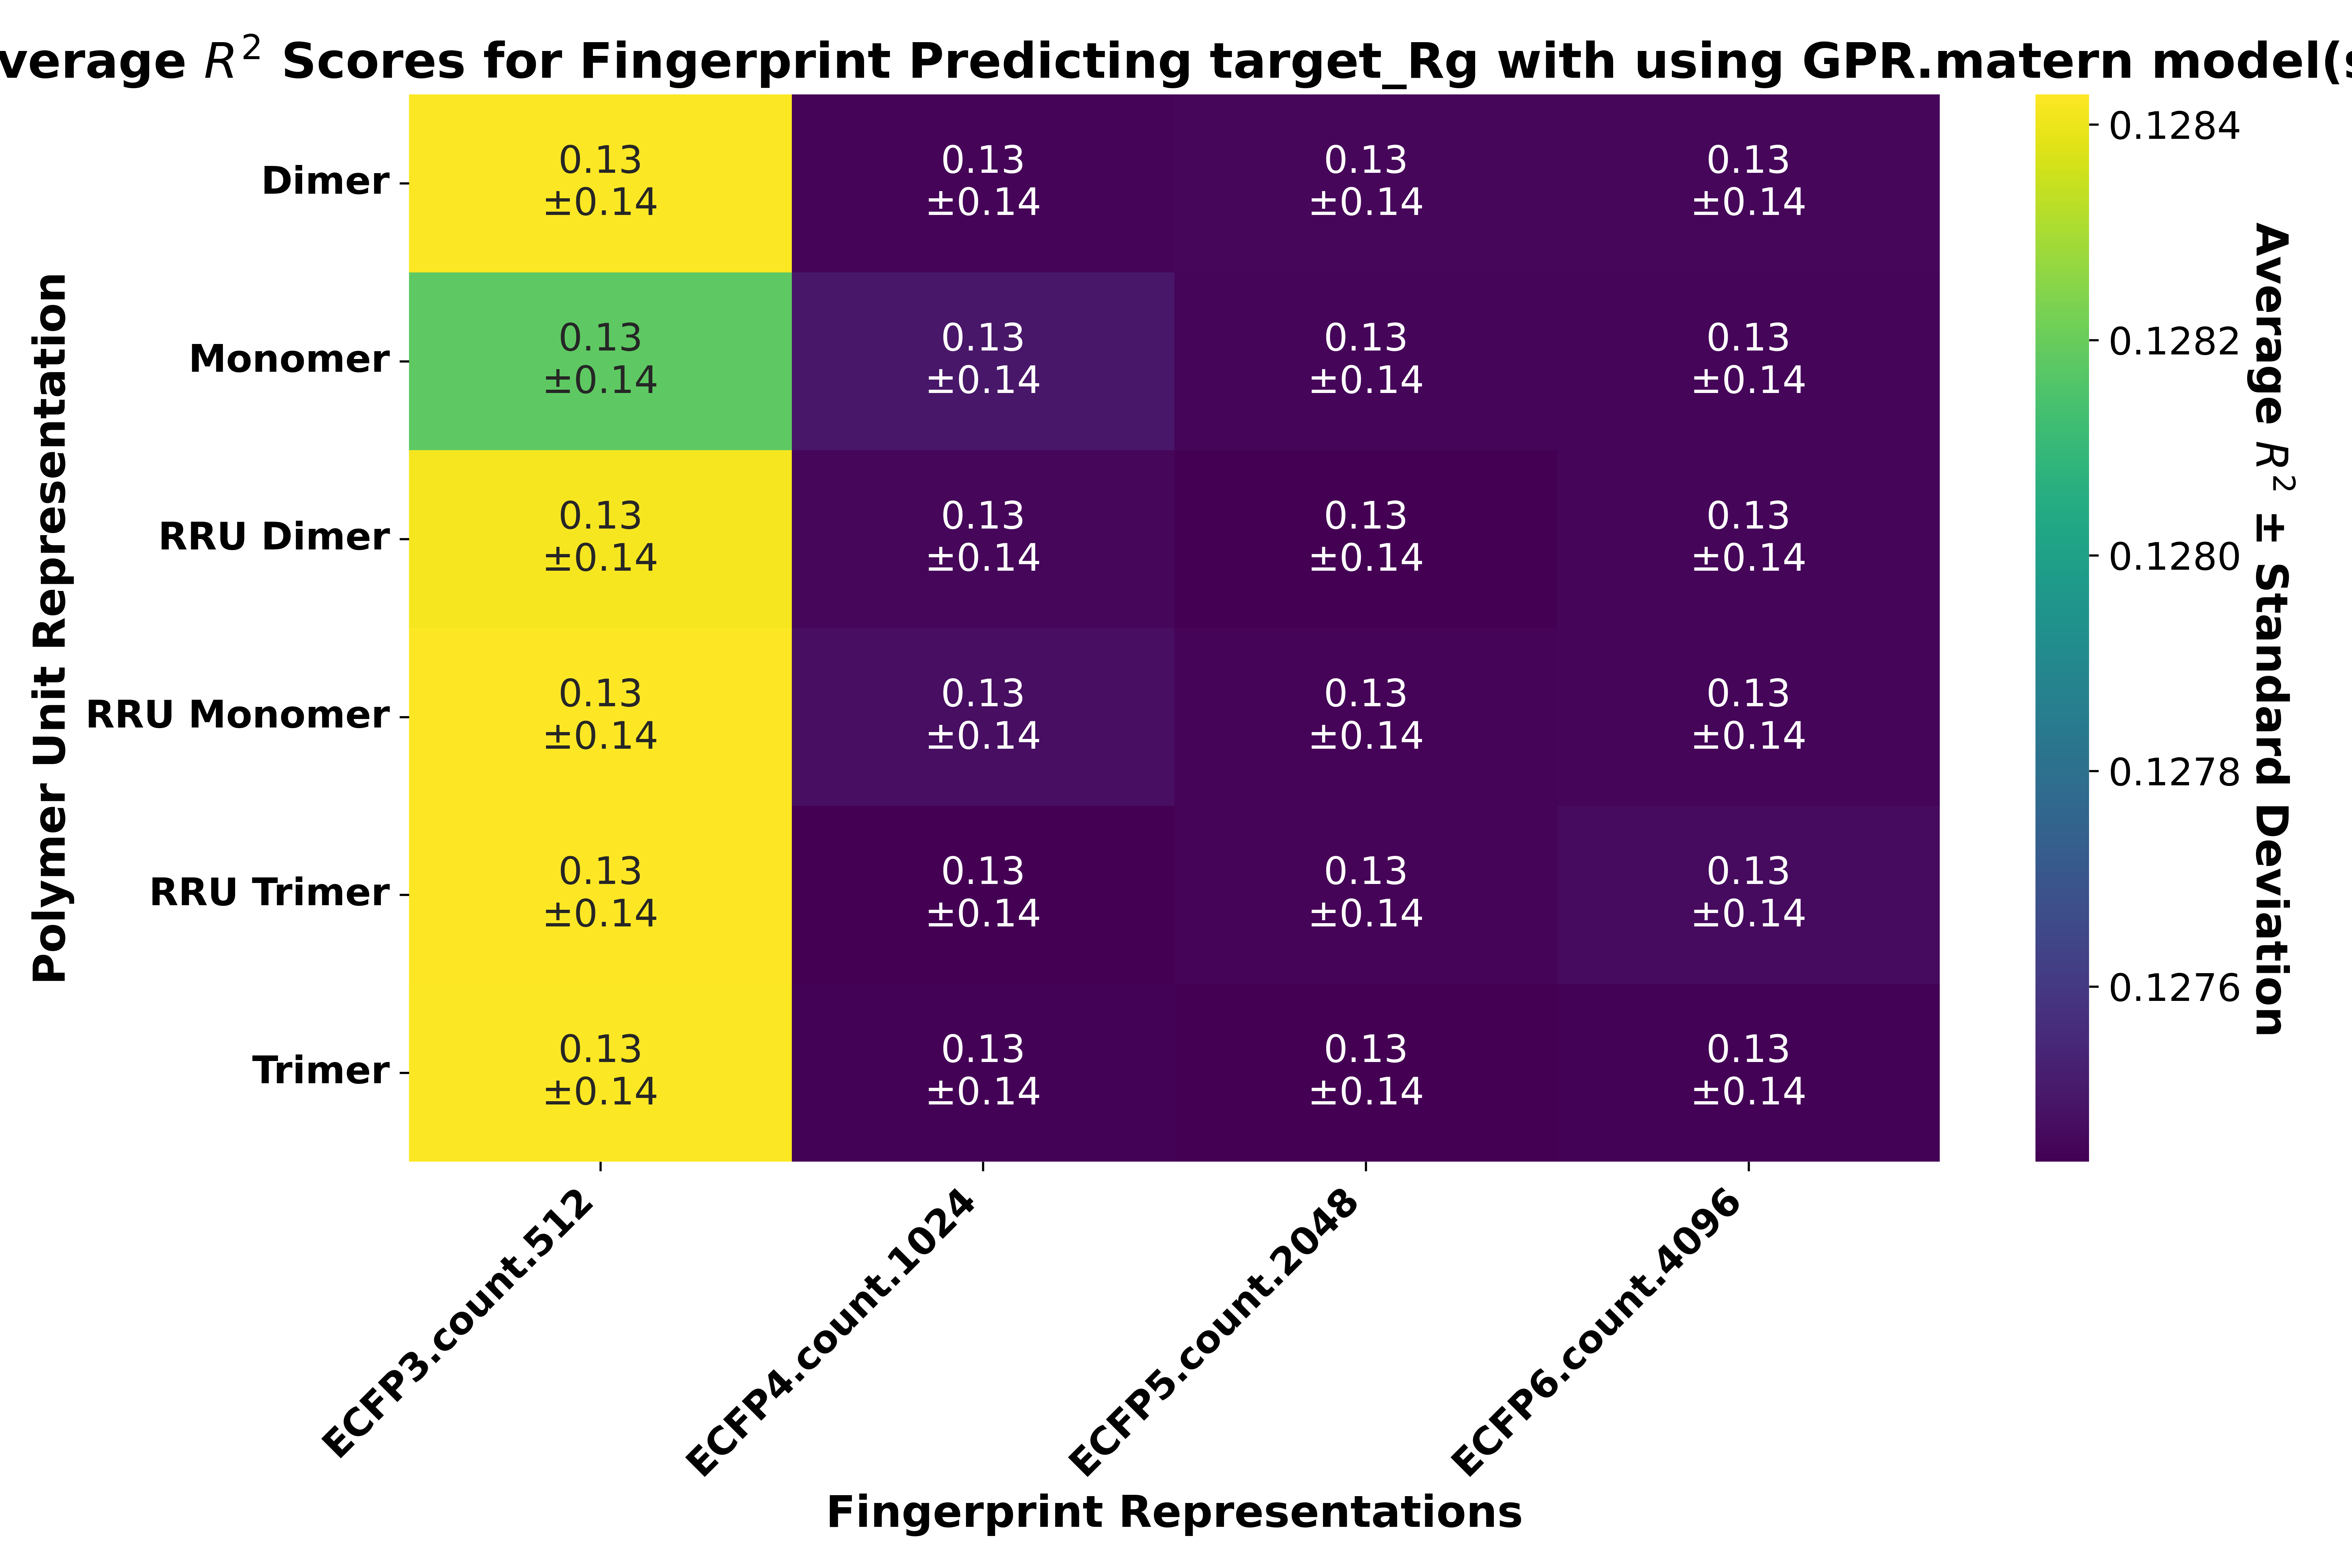 verage R² Scores for Fingerprint Predicting target_Rg with using GPR.matern model(s
Polymer Unit Representation
Dimer
Monomer
RRU Dimer
RRU Monomer
RRU Trimer
Trimer
0.13 0.13 0.13 0.13
±0.14 ±0.14 ±0.14 ±0.14
0.13 0.13 0.13 0.13
±0.14 ±0.14 ±0.14 ±0.14
0.13 0.13 0.13 0.13
±0.14 ±0.14 ±0.14 ±0.14
0.13 0.13 0.13 0.13
±0.14 ±0.14 ±0.14 ±0.14
0.13 0.13 0.13 0.13
±0.14 ±0.14 ±0.14 ±0.14
0.13 0.13 0.13 0.13
±0.14 ±0.14 ±0.14 ±0.14
ECFP3.count.512
ECFP4.count.1024
ECFP5.count.2048
ECFP6.count.4096
Fingerprint Representations
0.1284
0.1282
0.1280
0.1278
0.1276
Average R² ± Standard Deviation